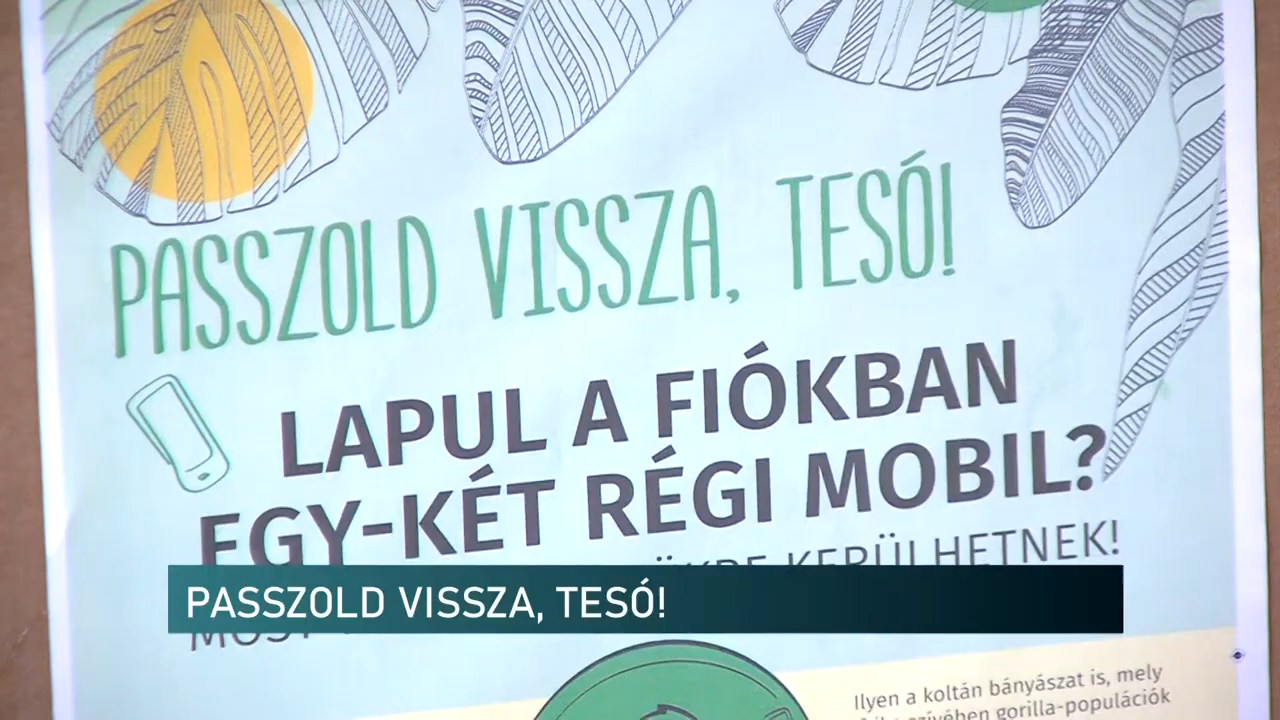 PASSZOLD VISSZA, TESÓ!
LAPUL A FIÓKBAN
EGY-KÉT RÉGI MOBIL?
KERÜLHETNEK!
PASSZOLD VISSZA, TESÓ!
Ilyen a koltán bányászat is, mely
szívében gorilla-populációk